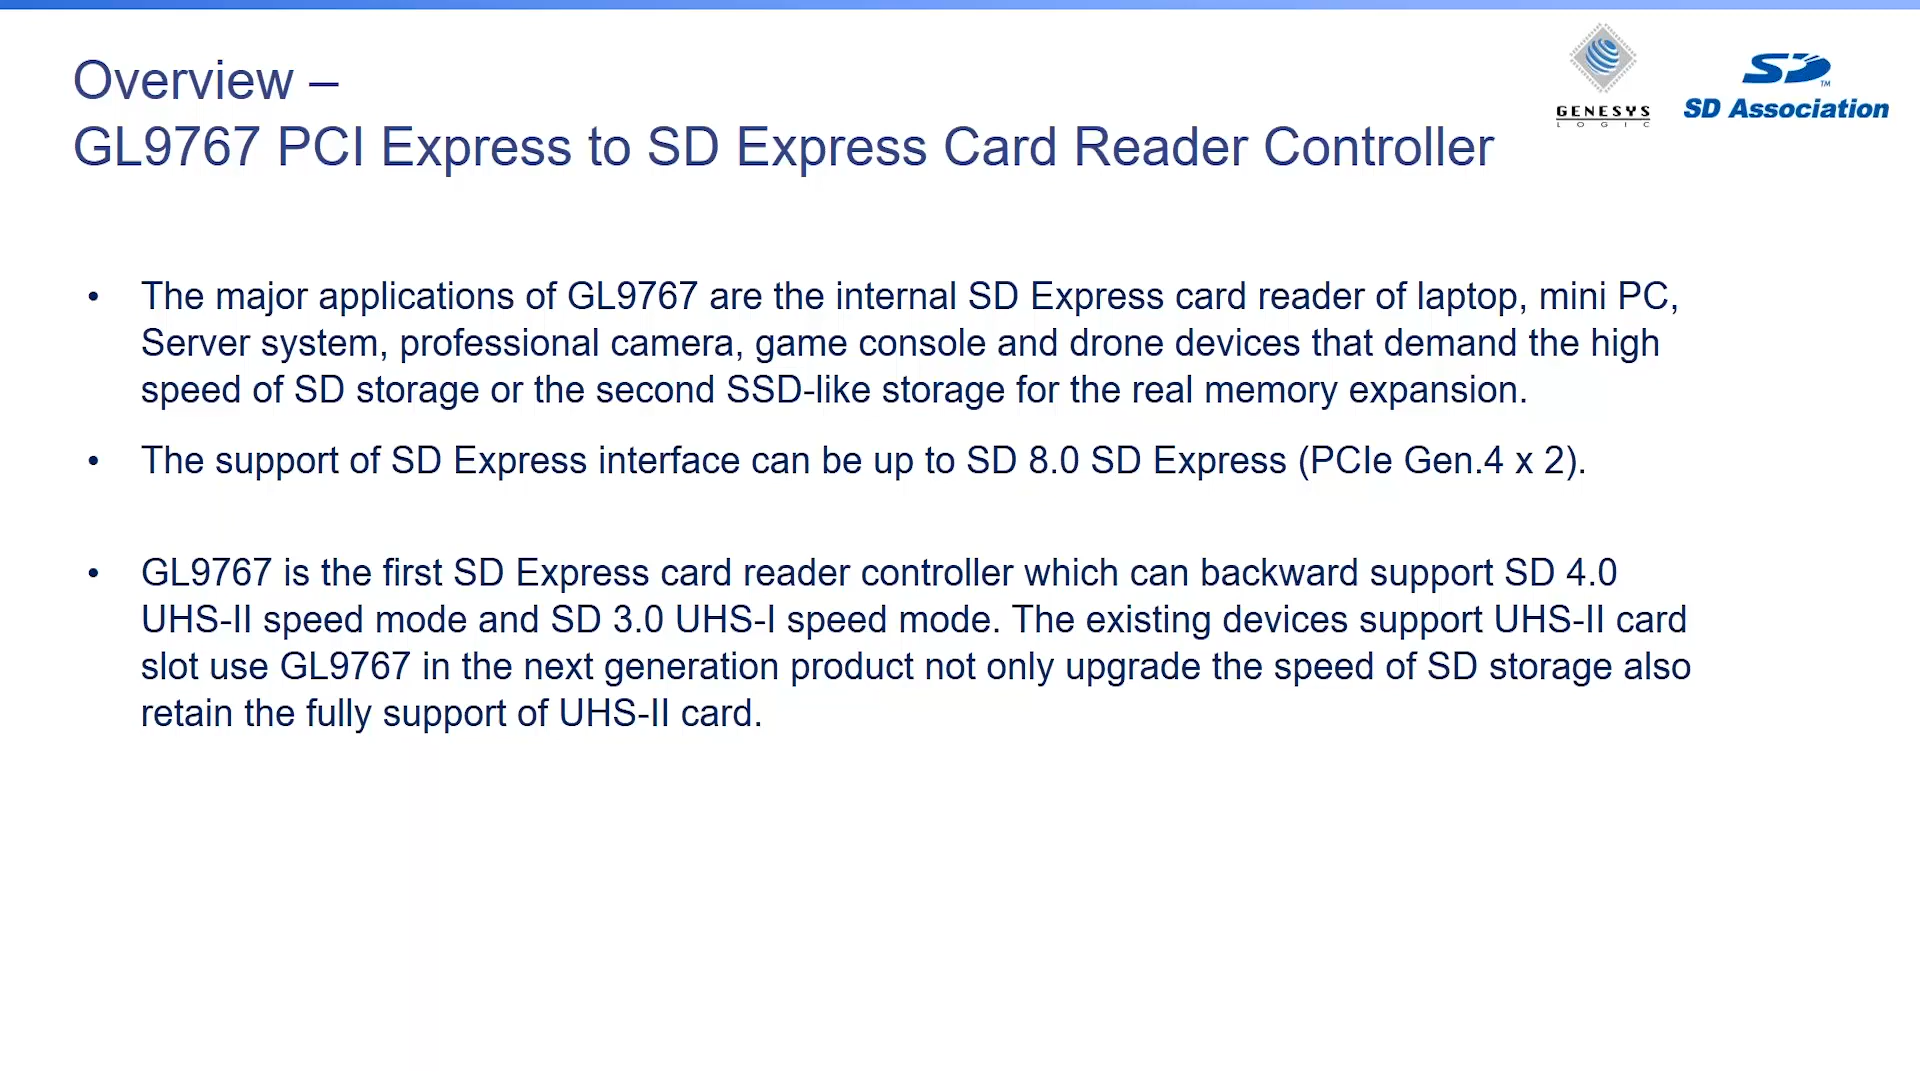 Overview –
GL9767 PCI Express to SD Express Card Reader Controller
GENESYS
LOGIC
SD
TM
SD Association
• The major applications of GL9767 are the internal SD Express card reader of laptop, mini PC,
Server system, professional camera, game console and drone devices that demand the high
speed of SD storage or the second SSD-like storage for the real memory expansion.
• The support of SD Express interface can be up to SD 8.0 SD Express (PCIe Gen.4 x 2).
• GL9767 is the first SD Express card reader controller which can backward support SD 4.0
UHS-II speed mode and SD 3.0 UHS-I speed mode. The existing devices support UHS-II card
slot use GL9767 in the next generation product not only upgrade the speed of SD storage also
retain the fully support of UHS-II card.